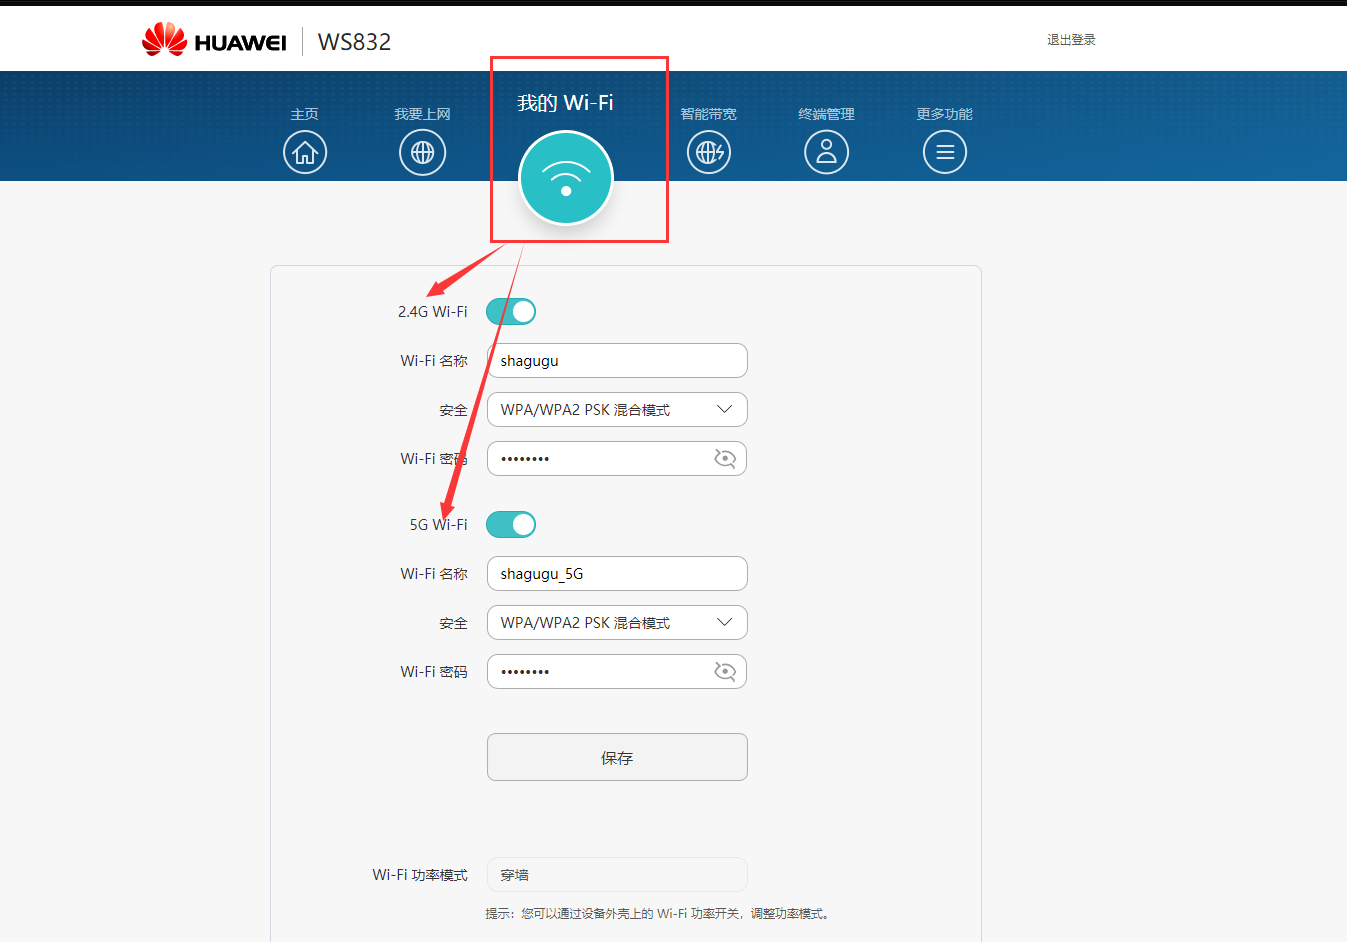 HUAWEI WS832
退出登录
主页 我要上网 我的 Wi-Fi 智能带宽 终端管理 更多功能
2.4G Wi-Fi
Wi-Fi 名称 shagugu
安全 WPA/WPA2 PSK 混合模式
Wi-Fi 密码 ••••••••
5G Wi-Fi
Wi-Fi 名称 shagugu_5G
安全 WPA/WPA2 PSK 混合模式
Wi-Fi 密码 ••••••••
保存
Wi-Fi 功率模式 穿墙
提示：您可以通过设备外壳上的 Wi-Fi 功率开关，调整功率模式。